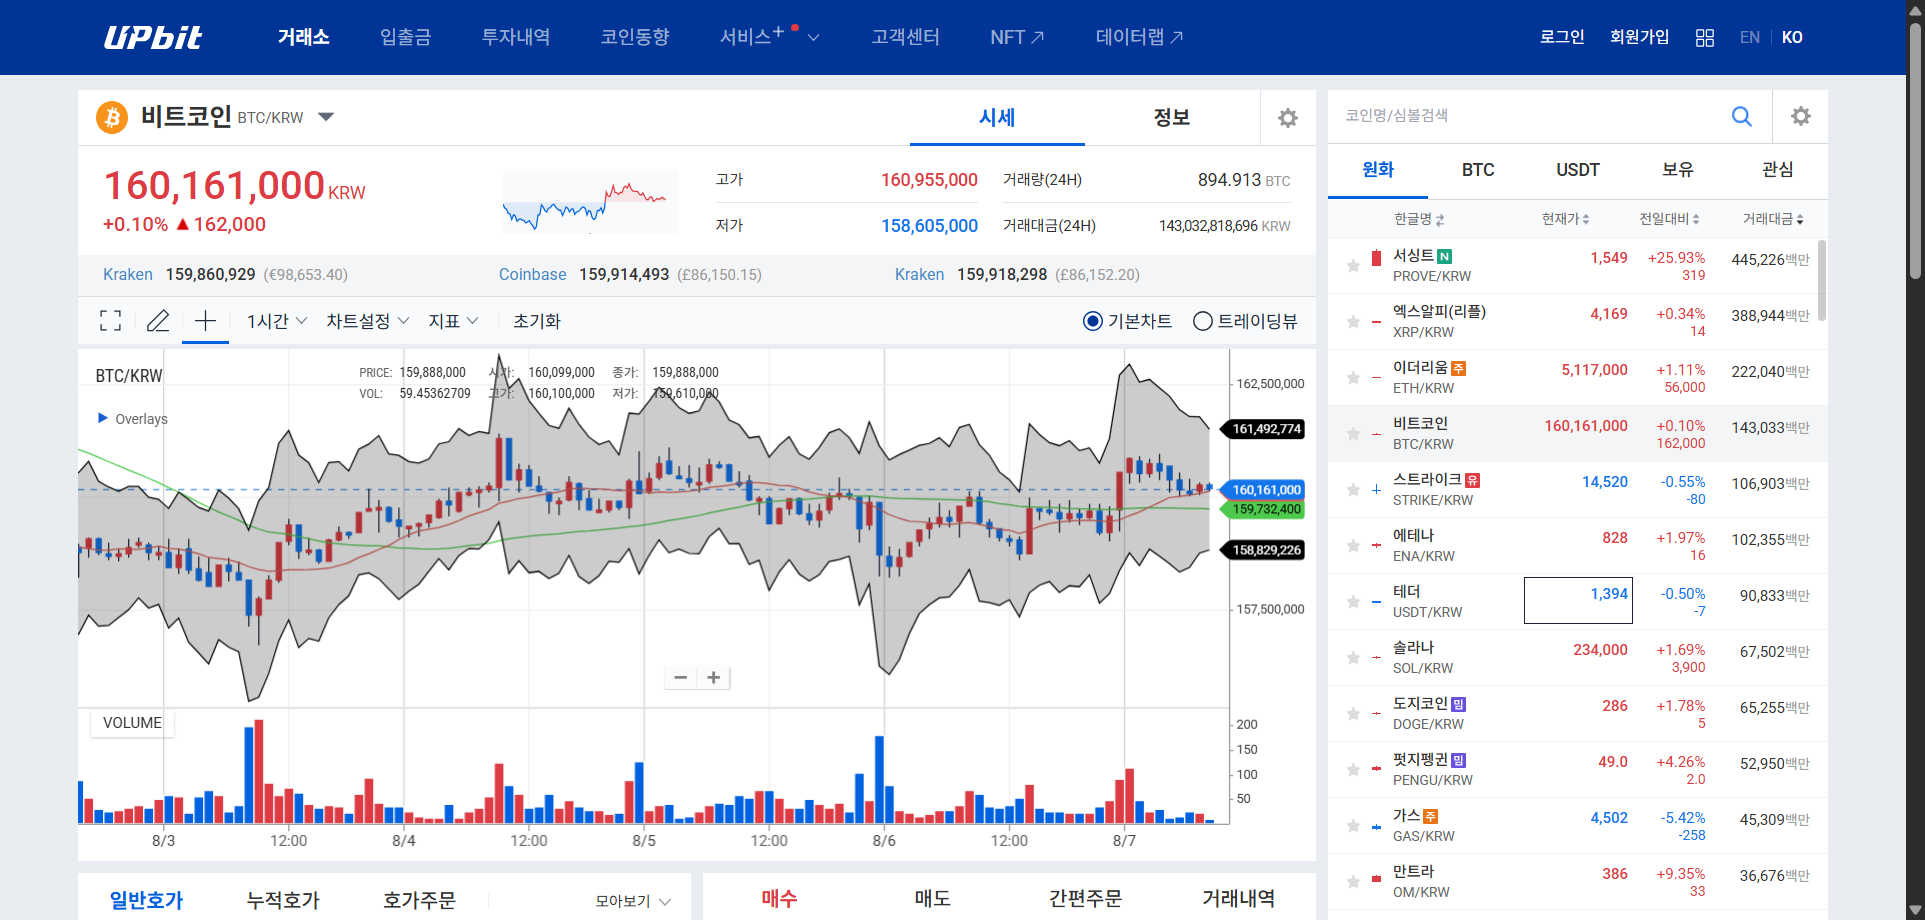 UPbit 거래소 입출금 투자내역 코인동향 서비스+ 고객센터 NFT 데이터랩 로그인 회원가입 EN KO
비트코인 BTC/KRW 시세 정보
160,161,000 KRW
+0.10% ▲ 162,000
고가 160,955,000 거래량(24H) 894.913 BTC
저가 158,605,000 거래대금(24H) 143,032,818,696 KRW
Kraken 159,860,929 (€98,653.40) Coinbase 159,914,493 (£86,150.15) Kraken 159,918,298 (£86,152.20)
1시간 차트설정 지표 초기화 기본차트 트레이딩뷰
BTC/KRW PRICE: 159,888,000 시가: 160,099,000 종가: 159,888,000
VOL: 59.45362709 고가: 160,100,000 저가: 159,610,000
Overlays
162,500,000
161,492,774
160,161,000
159,732,400
158,829,226
157,500,000
VOLUME
200
150
100
50
8/3 12:00 8/4 12:00 8/5 12:00 8/6 12:00 8/7
일반호가 누적호가 호가주문 모아보기
매수 매도 간편주문 거래내역
코인명/심볼검색
원화 BTC USDT 보유 관심
한글명 현재가 전일대비 거래대금
서싱트 N 1,549 +25.93% 445,226백만
PROVE/KRW 319
엑스알피(리플) 4,169 +0.34% 388,944백만
XRP/KRW 14
이더리움 주 5,117,000 +1.11% 222,040백만
ETH/KRW 56,000
비트코인 160,161,000 +0.10% 143,033백만
BTC/KRW 162,000
스트라이크 유 14,520 -0.55% 106,903백만
STRIKE/KRW -80
에테나 828 +1.97% 102,355백만
ENA/KRW 16
테더 1,394 -0.50% 90,833백만
USDT/KRW -7
솔라나 234,000 +1.69% 67,502백만
SOL/KRW 3,900
도지코인 밈 286 +1.78% 65,255백만
DOGE/KRW 5
펏지펭귄 밈 49.0 +4.26% 52,950백만
PENGU/KRW 2.0
가스 주 4,502 -5.42% 45,309백만
GAS/KRW -258
만트라 386 +9.35% 36,676백만
OM/KRW 33